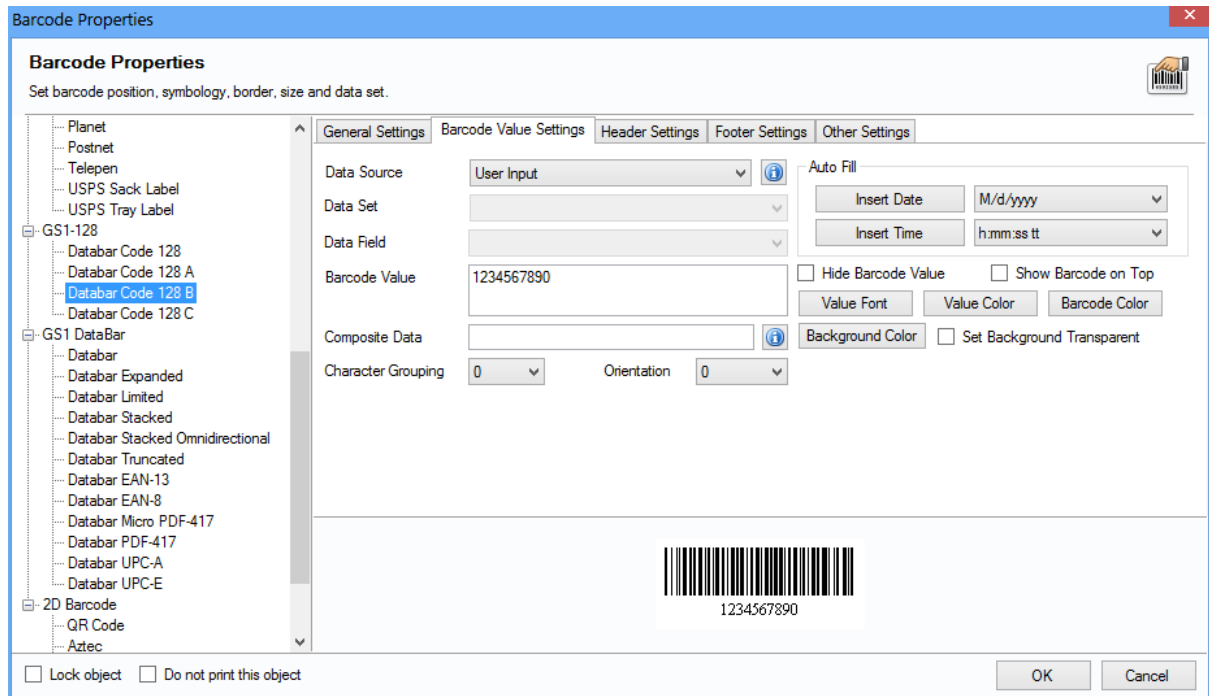 Barcode Properties
Barcode Properties
Set barcode position, symbology, border, size and data set.
Planet
Postnet
Telepen
USPS Sack Label
USPS Tray Label
GS1-128
Databar Code 128
Databar Code 128 A
Databar Code 128 B
Databar Code 128 C
GS1 DataBar
Databar
Databar Expanded
Databar Limited
Databar Stacked
Databar Stacked Omnidirectional
Databar Truncated
Databar EAN-13
Databar EAN-8
Databar Micro PDF-417
Databar PDF-417
Databar UPC-A
Databar UPC-E
2D Barcode
QR Code
Aztec
General Settings Barcode Value Settings Header Settings Footer Settings Other Settings
Data Source User Input
Data Set
Data Field
Barcode Value 1234567890
Composite Data
Character Grouping 0 Orientation 0
Auto Fill
Insert Date M/d/yyyy
Insert Time h:mm:ss tt
Hide Barcode Value Show Barcode on Top
Value Font Value Color Barcode Color
Background Color Set Background Transparent
1234567890
Lock object Do not print this object OK Cancel